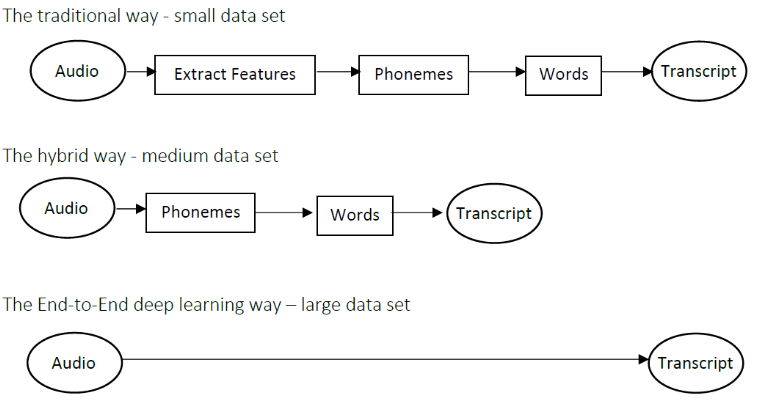 The traditional way - small data set
Audio
Extract Features
Phonemes
Words
Transcript
The hybrid way - medium data set
Audio
Phonemes
Words
Transcript
The End-to-End deep learning way – large data set
Audio
Transcript